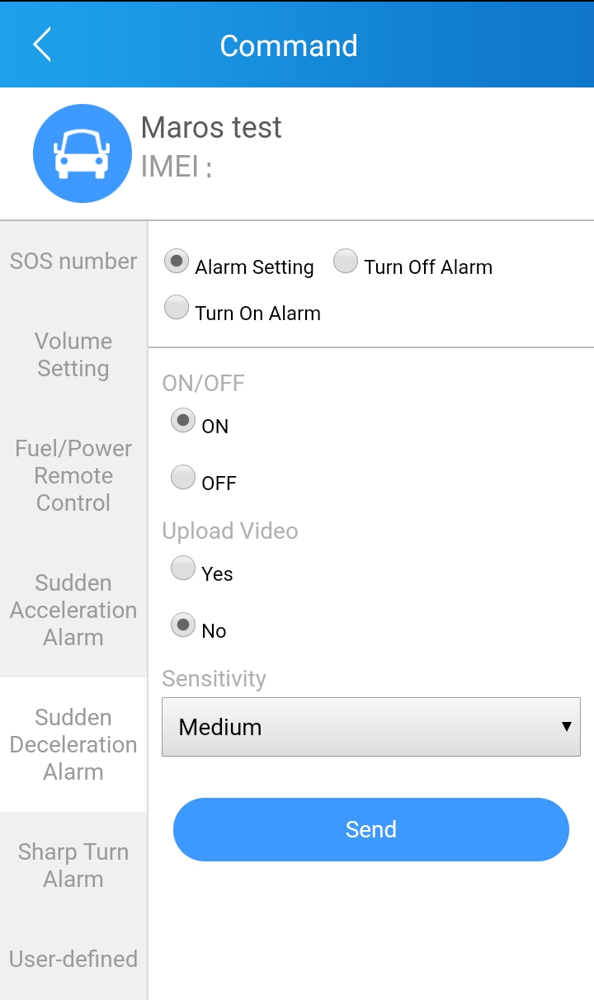 Command
Maros test
IMEI :
SOS number
Volume
Setting
Fuel/Power
Remote
Control
Sudden
Acceleration
Alarm
Sudden
Deceleration
Alarm
Sharp Turn
Alarm
User-defined
Alarm Setting Turn Off Alarm
Turn On Alarm
ON/OFF
ON
OFF
Upload Video
Yes
No
Sensitivity
Medium
Send